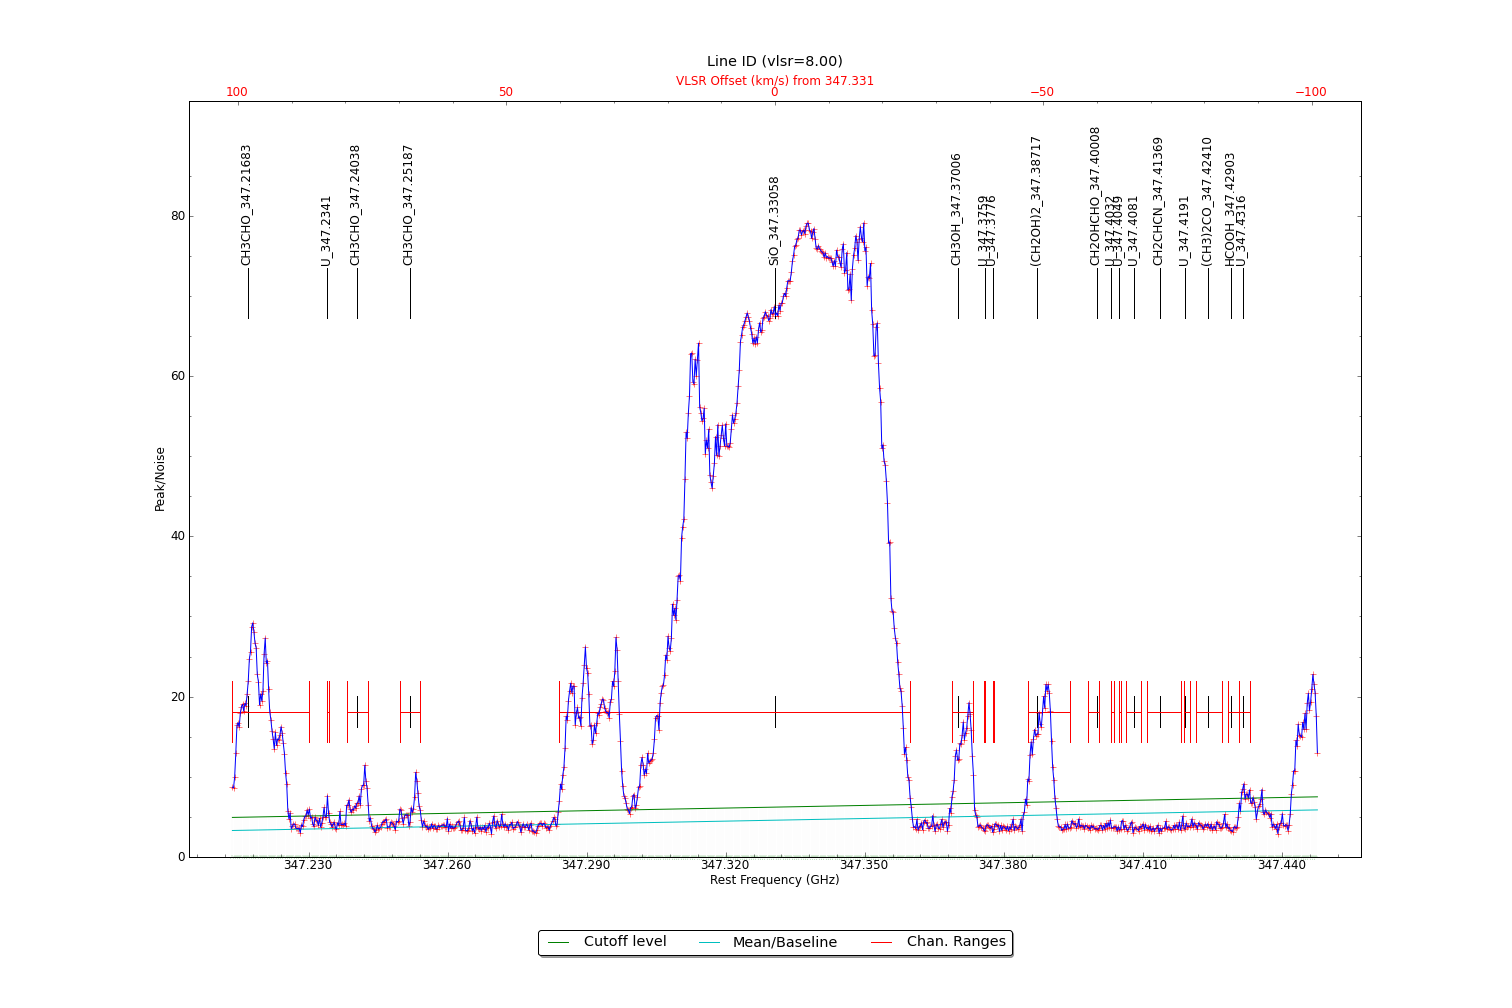 Line ID (vlsr=8.00)
VLSR Offset (km/s) from 347.331
100 50 0 −50 −100
CH3CHO_347.21683
U_347.2341
CH3CHO_347.24038
CH3CHO_347.25187
SiO_347.33058
CH3OH_347.37006
U_347.3759
U_347.3776
(CH2OH)2_347.38717
CH2OHCHO_347.40008
U_347.4032
U_347.4049
U_347.4081
CH2CHCN_347.41369
U_347.4191
(CH3)2CO_347.42410
HCOOH_347.42903
U_347.4316
80
60
40
20
0
Peak/Noise
347.230 347.260 347.290 347.320 347.350 347.380 347.410 347.440
Rest Frequency (GHz)
Cutoff level Mean/Baseline Chan. Ranges